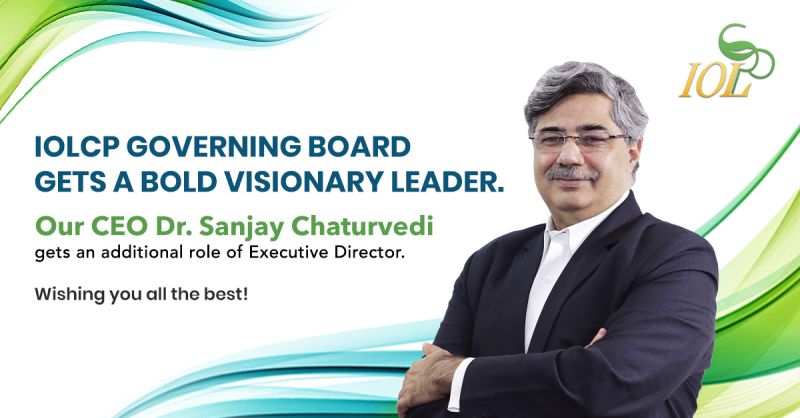 IOL
IOLCP GOVERNING BOARD
GETS A BOLD VISIONARY LEADER.
Our CEO Dr. Sanjay Chaturvedi
gets an additional role of Executive Director.
Wishing you all the best!